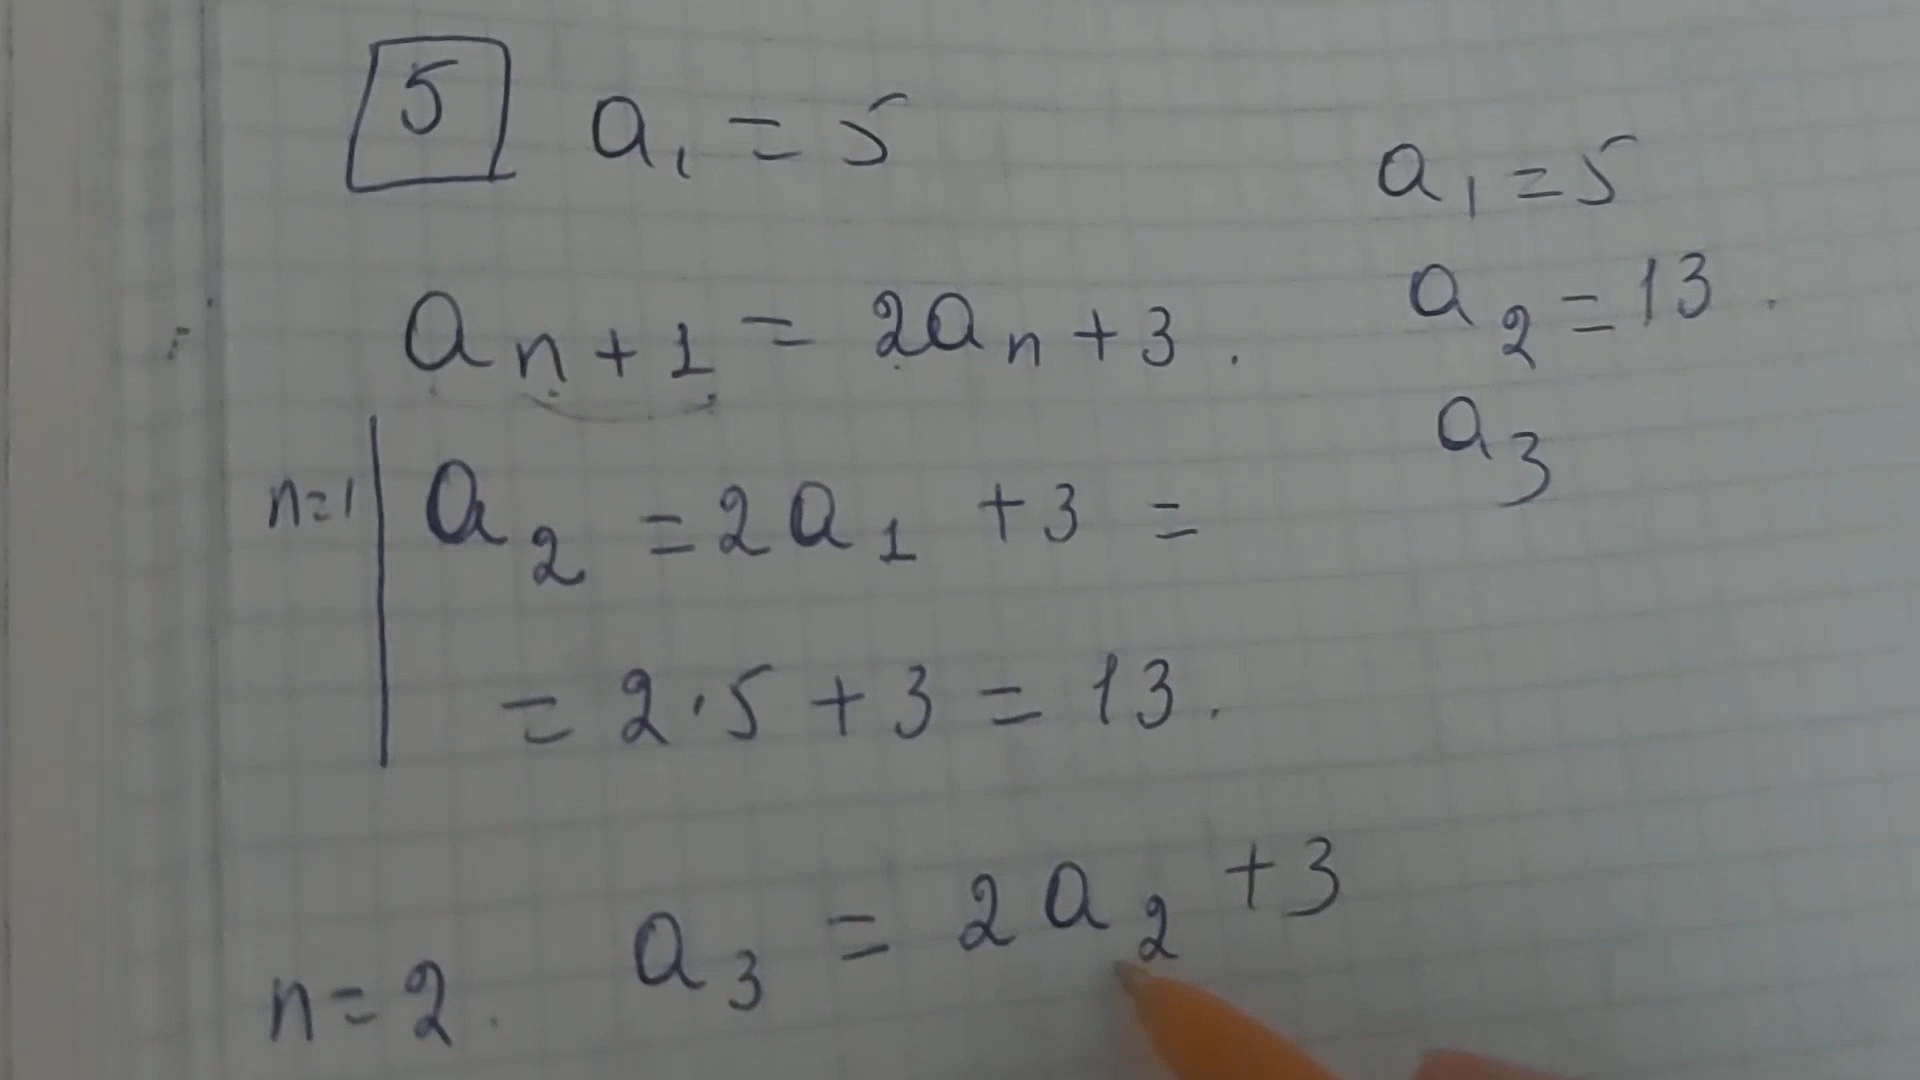 5 a₁ = 5
aₙ₊₁ = 2aₙ + 3.
n=1 a₂ = 2a₁ + 3 =
= 2·5 + 3 = 13.
n=2. a₃ = 2a₂ + 3
a₁ = 5
a₂ = 13.
a₃